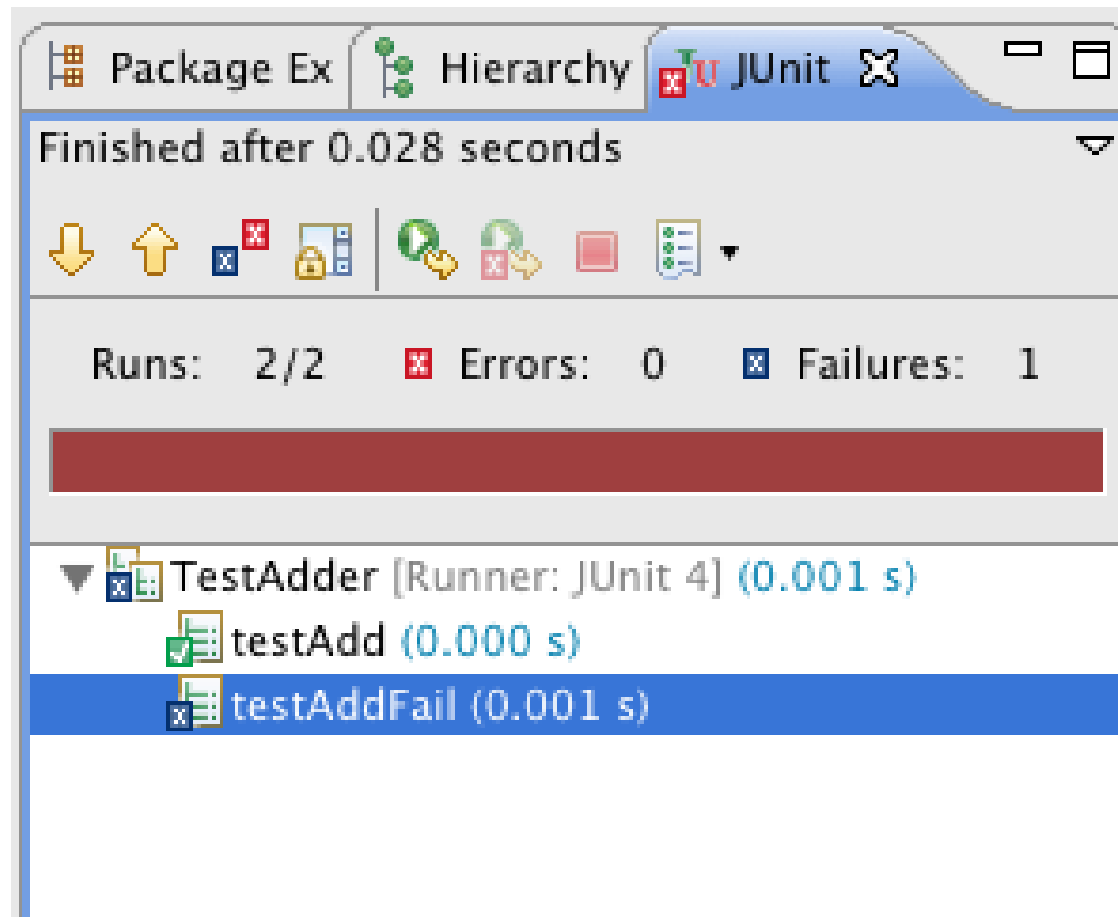 Package Ex Hierarchy JUnit
Finished after 0.028 seconds
Runs: 2/2 Errors: 0 Failures: 1
TestAdder [Runner: JUnit 4] (0.001 s)
testAdd (0.000 s)
testAddFail (0.001 s)